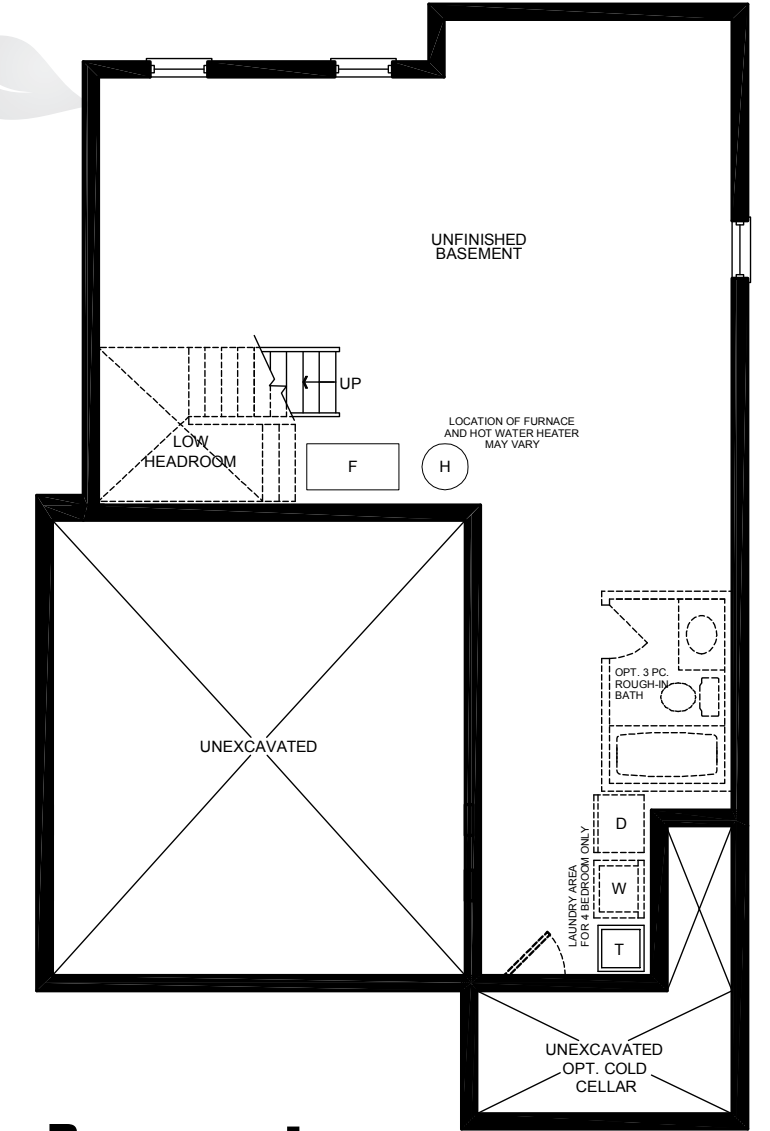 UNFINISHED
BASEMENT
UP
LOW
HEADROOM
F
H
LOCATION OF FURNACE
AND HOT WATER HEATER
MAY VARY
OPT. 3 PC.
ROUGH-IN
BATH
UNEXCAVATED
D
W
T
LAUNDRY AREA
FOR 4 BEDROOM ONLY
UNEXCAVATED
OPT. COLD
CELLAR